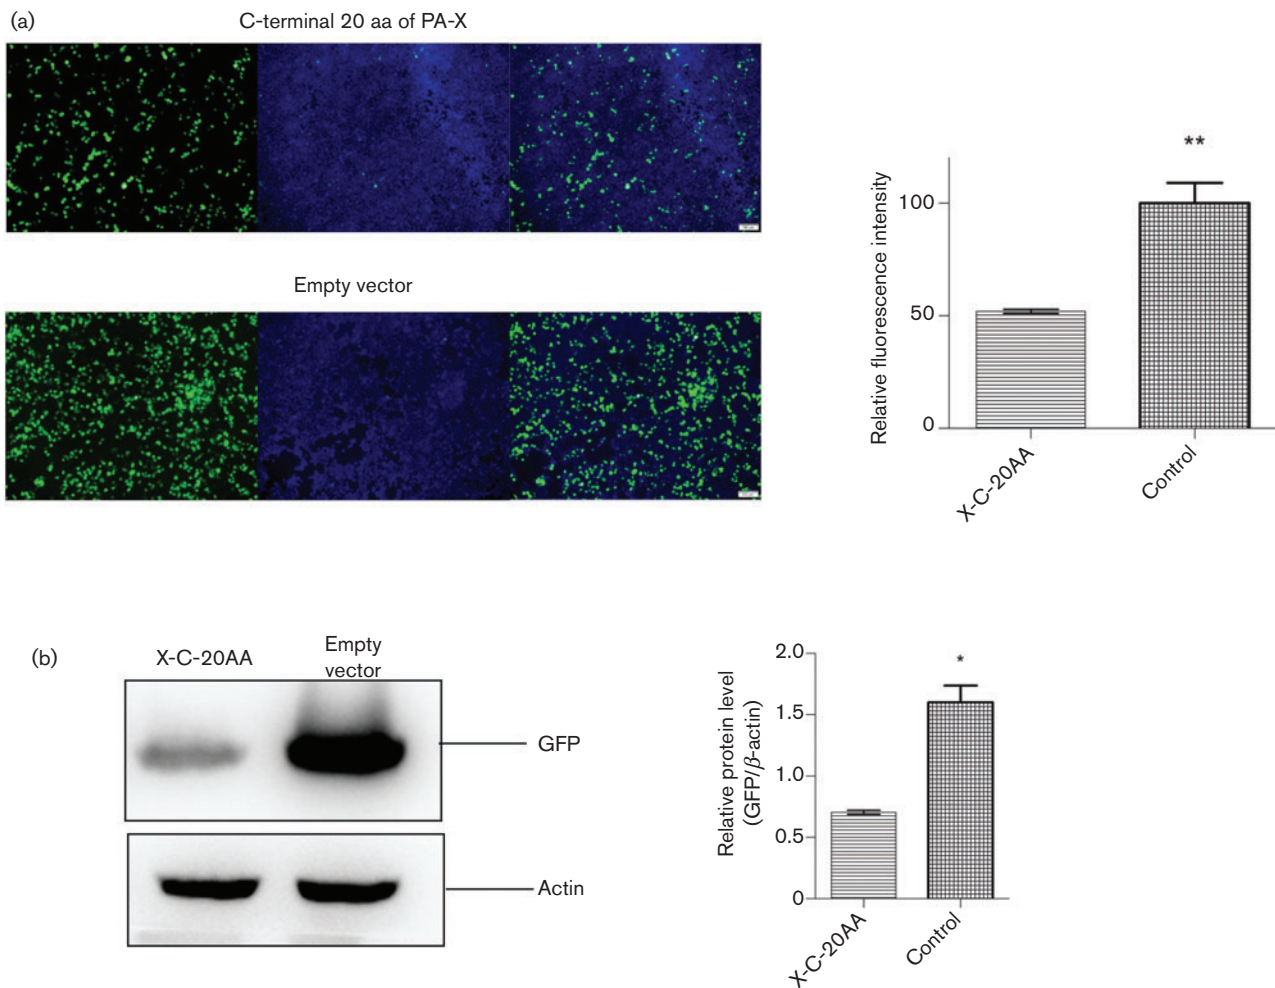 (a)
C-terminal 20 aa of PA-X
Empty vector
Relative fluorescence intensity
100
50
0
**
X-C-20AA
Control
(b)
X-C-20AA
Empty
vector
GFP
Actin
Relative protein level
(GFP/β-actin)
2.0
1.5
1.0
0.5
0
*
X-C-20AA
Control